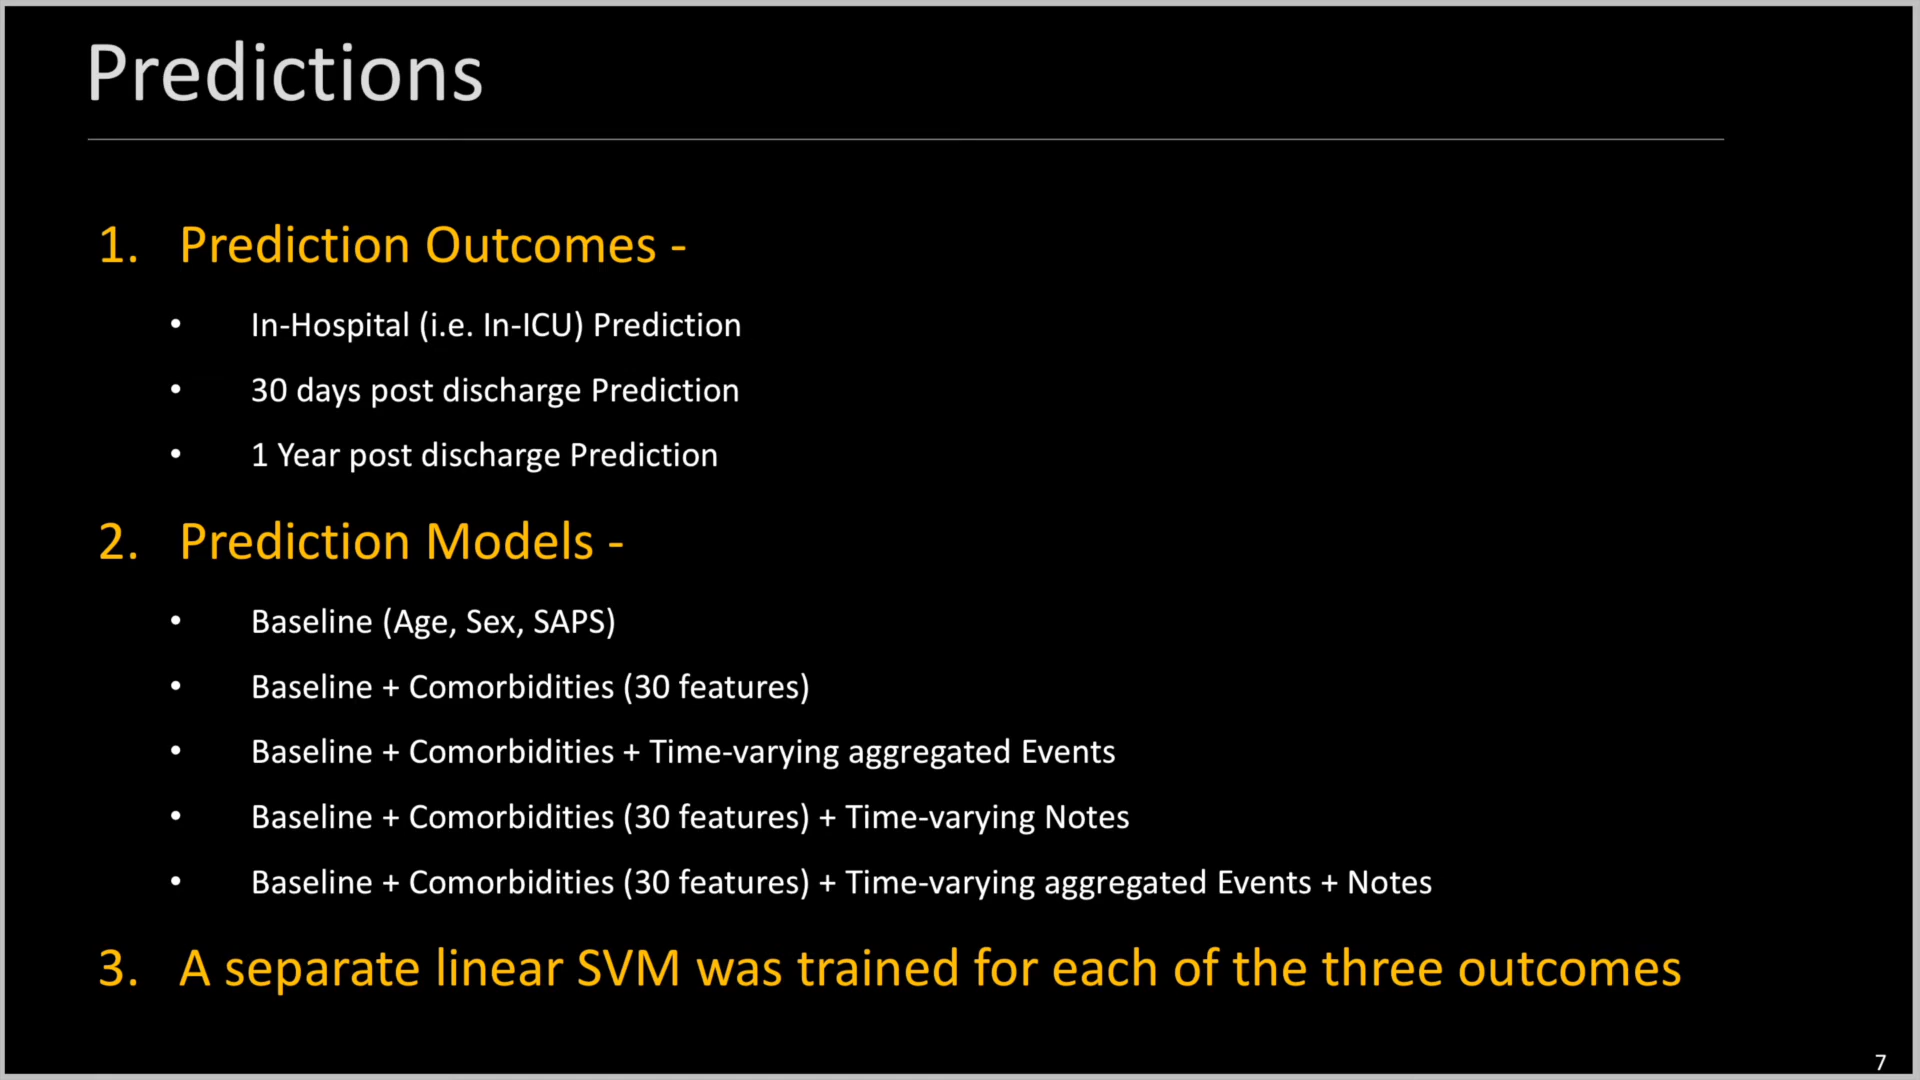 Predictions
1. Prediction Outcomes -
• In-Hospital (i.e. In-ICU) Prediction
• 30 days post discharge Prediction
• 1 Year post discharge Prediction
2. Prediction Models -
• Baseline (Age, Sex, SAPS)
• Baseline + Comorbidities (30 features)
• Baseline + Comorbidities + Time-varying aggregated Events
• Baseline + Comorbidities (30 features) + Time-varying Notes
• Baseline + Comorbidities (30 features) + Time-varying aggregated Events + Notes
3. A separate linear SVM was trained for each of the three outcomes
7